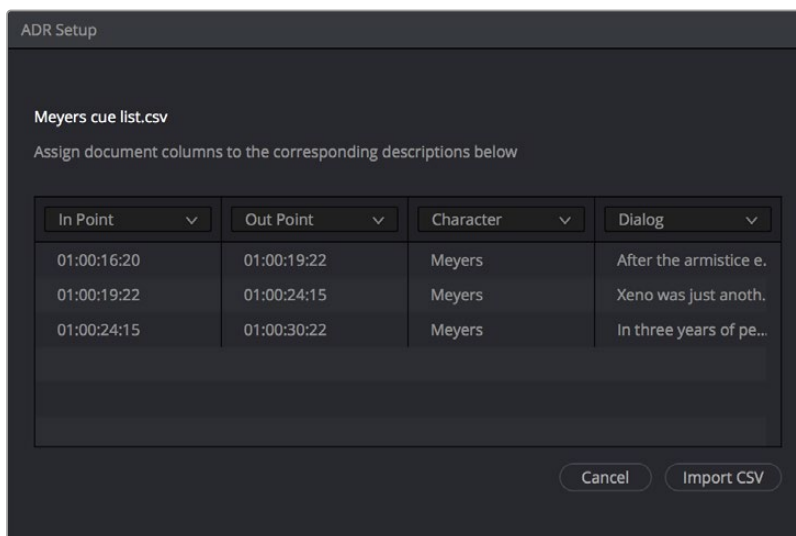 ADR Setup
Meyers cue list.csv
Assign document columns to the corresponding descriptions below
In Point Out Point Character Dialog
01:00:16:20 01:00:19:22 Meyers After the armistice e.
01:00:19:22 01:00:24:15 Meyers Xeno was just anoth.
01:00:24:15 01:00:30:22 Meyers In three years of pe...
Cancel Import CSV